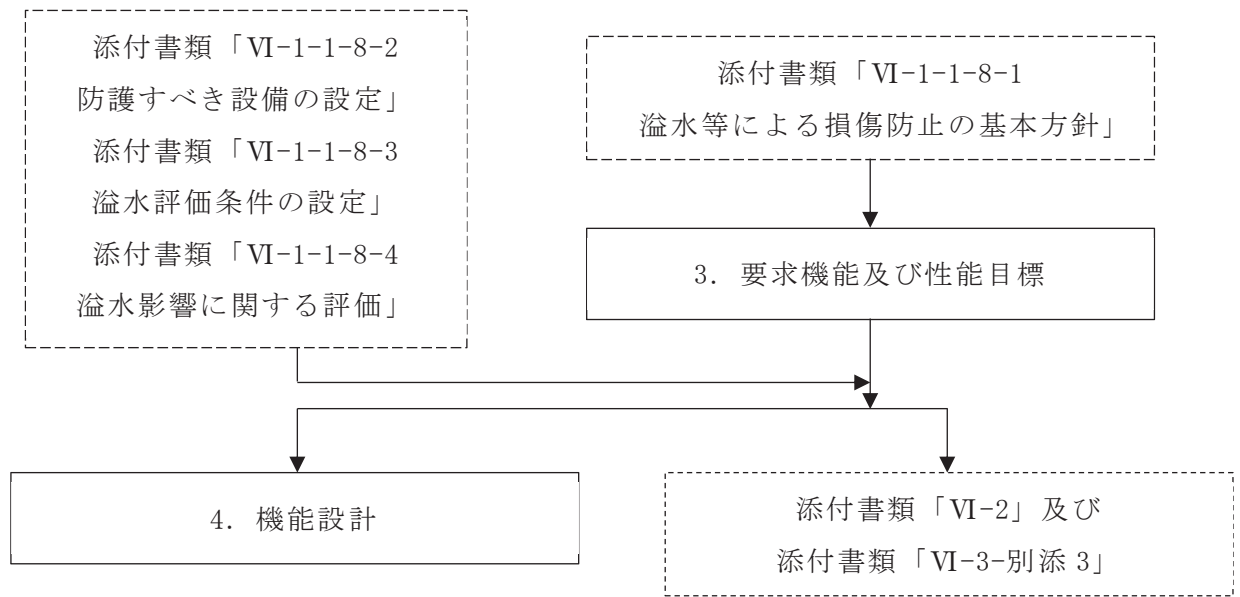 添付書類「Ⅵ-1-1-8-2
防護すべき設備の設定」
添付書類「Ⅵ-1-1-8-3
溢水評価条件の設定」
添付書類「Ⅵ-1-1-8-4
溢水影響に関する評価」
添付書類「Ⅵ-1-1-8-1
溢水等による損傷防止の基本方針」
3. 要求機能及び性能目標
4. 機能設計
添付書類「Ⅵ-2」及び
添付書類「Ⅵ-3-別添 3」